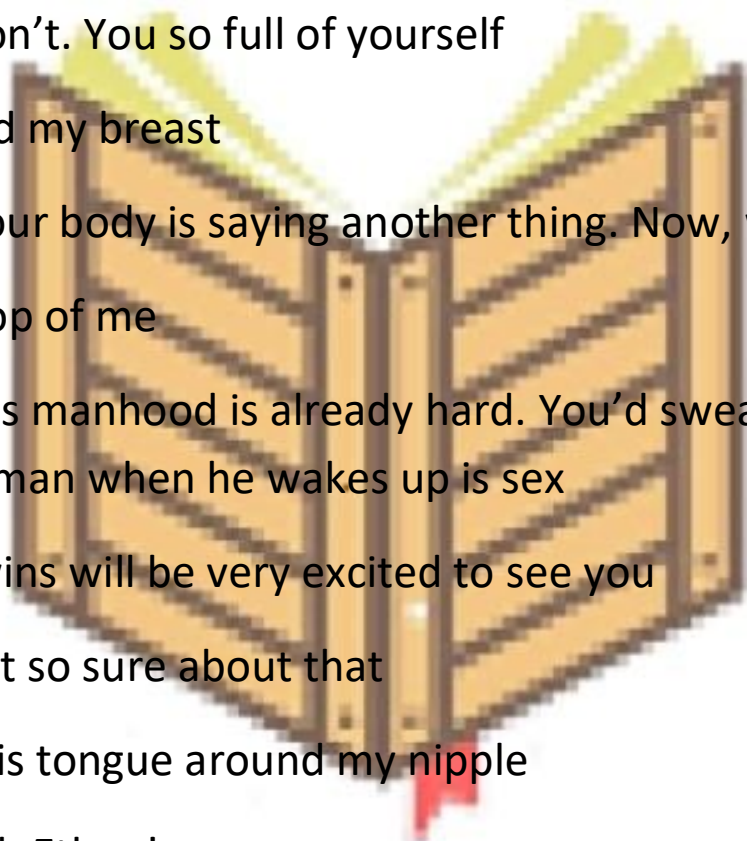 on't. You so full of yourself
d my breast
our body is saying another thing. Now,
op of me
s manhood is already hard. You'd swea
man when he wakes up is sex
vins will be very excited to see you
t so sure about that
is tongue around my nipple